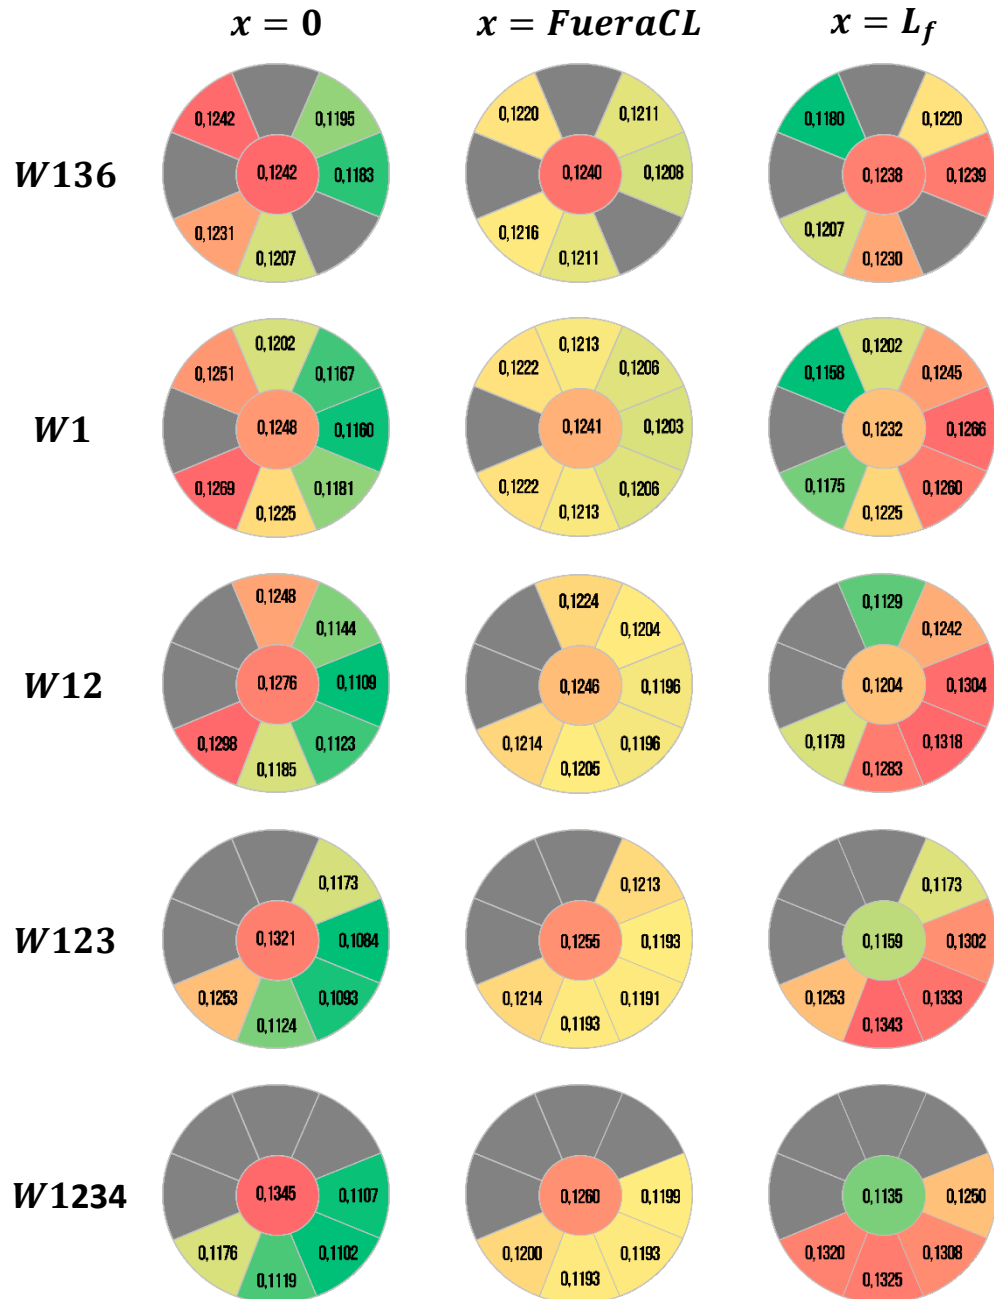 x = 0 x = FueraCL x = L_f
0,1242 0,1195 0,1220 0,1211 0,1180 0,1220
W136 0,1242 0,1183 0,1240 0,1208 0,1238 0,1239
0,1231 0,1207 0,1216 0,1211 0,1207 0,1230
0,1202 0,1213 0,1202
0,1251 0,1167 0,1222 0,1206 0,1158 0,1245
W1 0,1248 0,1160 0,1241 0,1203 0,1232 0,1266
0,1269 0,1181 0,1222 0,1206 0,1175 0,1260
0,1225 0,1213 0,1225
0,1248 0,1224 0,1129
0,1144 0,1204 0,1242
W12 0,1276 0,1109 0,1246 0,1196 0,1204 0,1304
0,1298 0,1123 0,1214 0,1196 0,1179 0,1318
0,1185 0,1205 0,1283
0,1173 0,1213 0,1173
W123 0,1321 0,1084 0,1255 0,1193 0,1159 0,1302
0,1253 0,1093 0,1214 0,1191 0,1253 0,1333
0,1124 0,1193 0,1343
W1234 0,1345 0,1107 0,1260 0,1199 0,1135 0,1250
0,1176 0,1102 0,1200 0,1193 0,1320 0,1308
0,1119 0,1193 0,1325